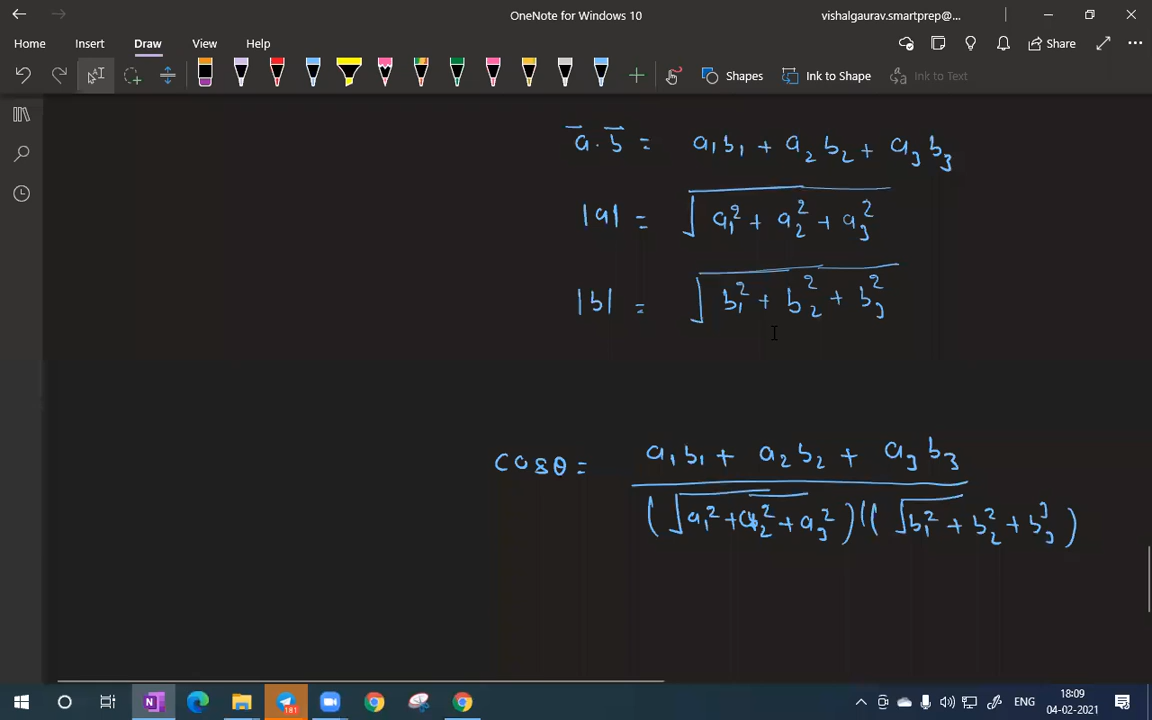 OneNote for Windows 10
vishalgaurav.smartprep@...
Home Insert Draw View Help
Share
Shapes Ink to Shape Ink to Text
a̅ . b̅ = a₁b₁ + a₂b₂ + a₃b₃
|a| = √(a₁² + a₂² + a₃²)
|b| = √(b₁² + b₂² + b₃²)
cosθ = a₁b₁ + a₂b₂ + a₃b₃
(√a₁² + a₂² + a₃²)((√b₁² + b₂² + b₃³)
181
ENG
18:09
04-02-2021